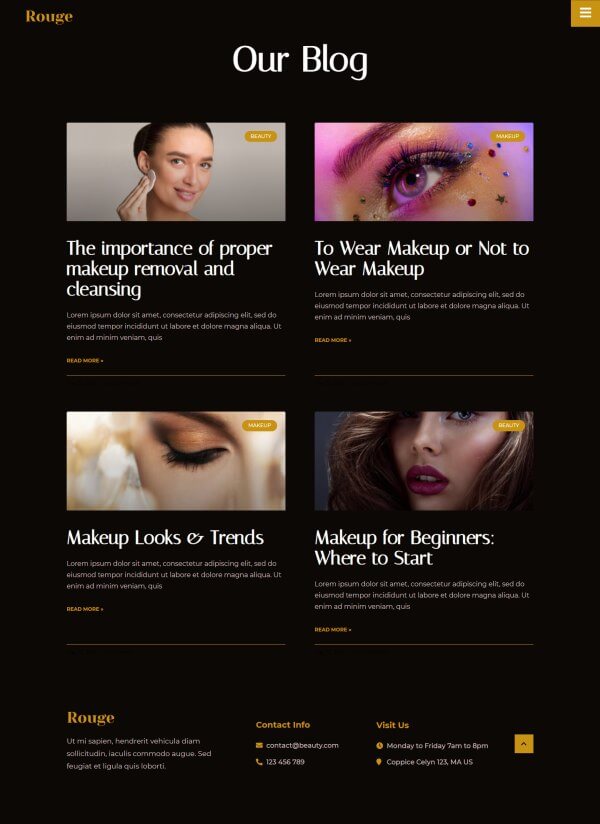 Rouge
Our Blog
BEAUTY
The importance of proper
makeup removal and
cleansing
Lorem ipsum dolor sit amet, consectetur adipiscing elit, sed do
eiusmod tempor incididunt ut labore et dolore magna aliqua. Ut
enim ad minim veniam, quis
READ MORE »
MAKEUP
To Wear Makeup or Not to
Wear Makeup
Lorem ipsum dolor sit amet, consectetur adipiscing elit, sed do
eiusmod tempor incididunt ut labore et dolore magna aliqua. Ut
enim ad minim veniam, quis
READ MORE »
MAKEUP
Makeup Looks & Trends
Lorem ipsum dolor sit amet, consectetur adipiscing elit, sed do
eiusmod tempor incididunt ut labore et dolore magna aliqua. Ut
enim ad minim veniam, quis
READ MORE »
BEAUTY
Makeup for Beginners:
Where to Start
Lorem ipsum dolor sit amet, consectetur adipiscing elit, sed do
eiusmod tempor incididunt ut labore et dolore magna aliqua. Ut
enim ad minim veniam, quis
READ MORE »
Rouge
Ut mi sapien, hendrerit vehicula diam
sollicitudin, iaculis commodo augue. Sed
feugiat et ligula quis loborti.
Contact Info
contact@beauty.com
123 456 789
Visit Us
Monday to Friday 7am to 8pm
Coppice Celyn 123, MA US